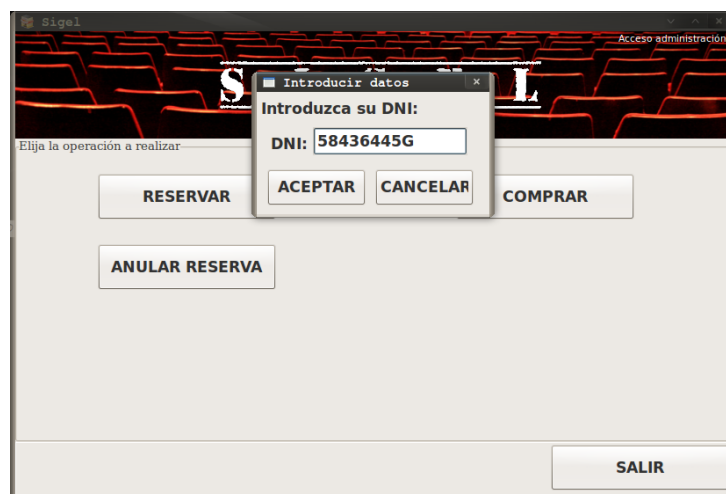 Sigel
Acceso administración
Introducir datos
Introduzca su DNI:
DNI: 58436445G
ACEPTAR CANCELAR
Elija la operación a realizar
RESERVAR COMPRAR
ANULAR RESERVA
SALIR